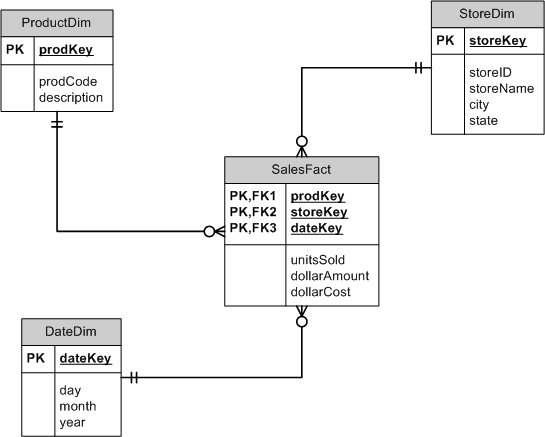 ProductDim
PK prodKey
prodCode
description
StoreDim
PK storeKey
storeID
storeName
city
state
SalesFact
PK,FK1 prodKey
PK,FK2 storeKey
PK,FK3 dateKey
unitsSold
dollarAmount
dollarCost
DateDim
PK dateKey
day
month
year